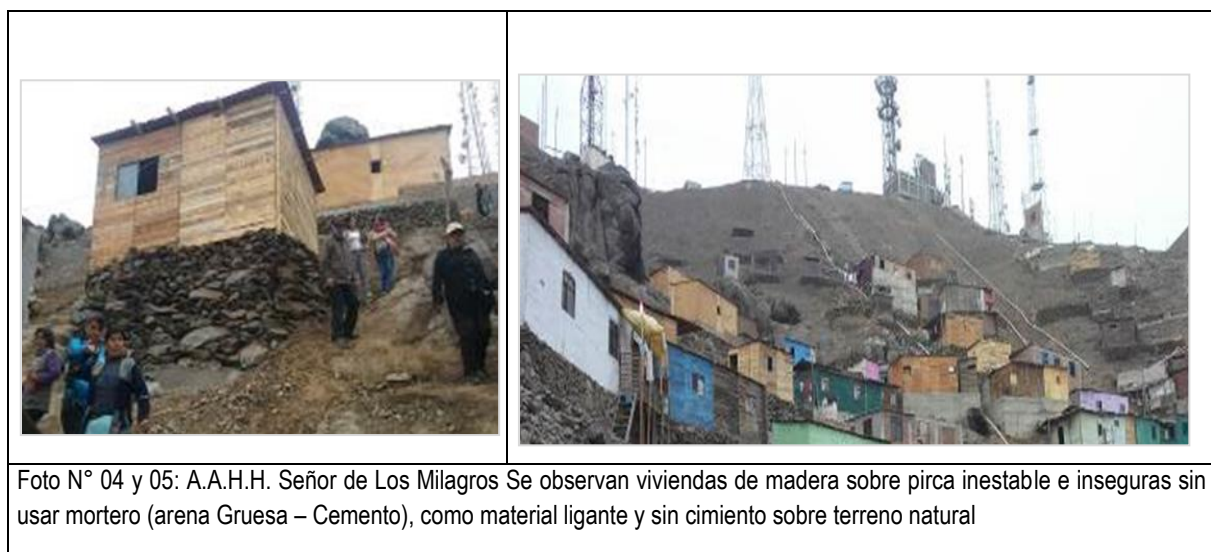 Foto N° 04 y 05: A.A.H.H. Señor de Los Milagros Se observan viviendas de madera sobre pirca inestable e inseguras sin
usar mortero (arena Gruesa – Cemento), como material ligante y sin cimiento sobre terreno natural